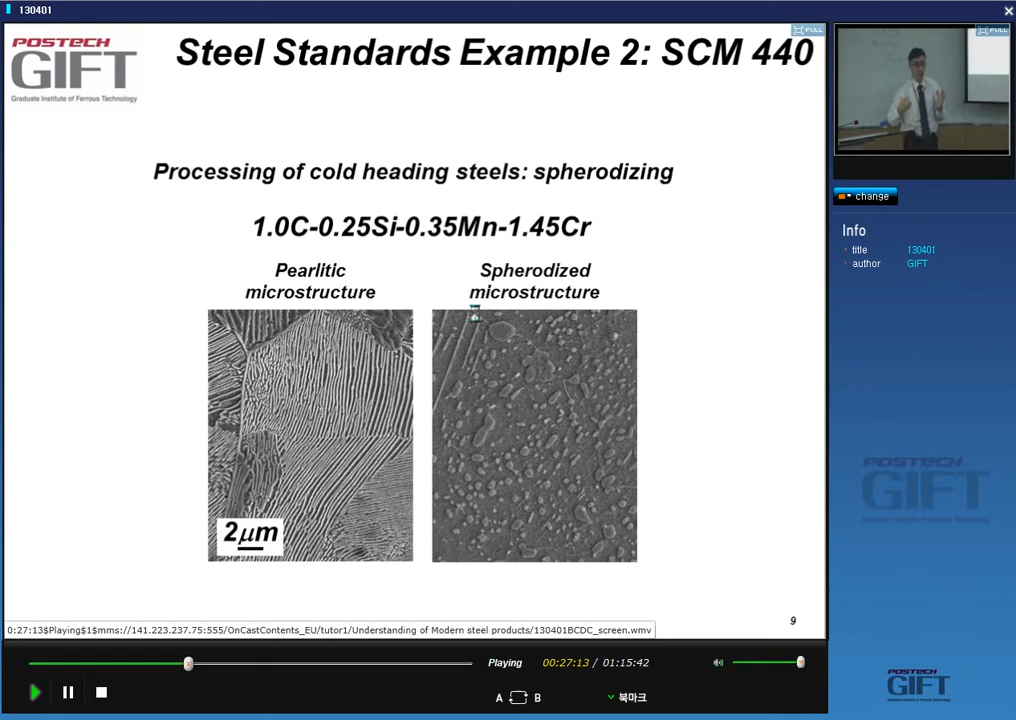 130401
POSTECH
GIFT
Graduate Institute of Ferrous Technology
Steel Standards Example 2: SCM 440
FULL
FULL
Processing of cold heading steels: spherodizing
1.0C-0.25Si-0.35Mn-1.45Cr
Pearlitic
microstructure
Spherodized
microstructure
2μm
9
0:27:13$Playing$1$mms://141.223.237.75:555/OnCastContents_EU/tutor1/Understanding of Modern steel products/130401BCDC_screen.wmv
change
Info
title 130401
author GIFT
POSTECH
GIFT
Playing 00:27:13 / 01:15:42
A B 북마크
POSTECH
GIFT